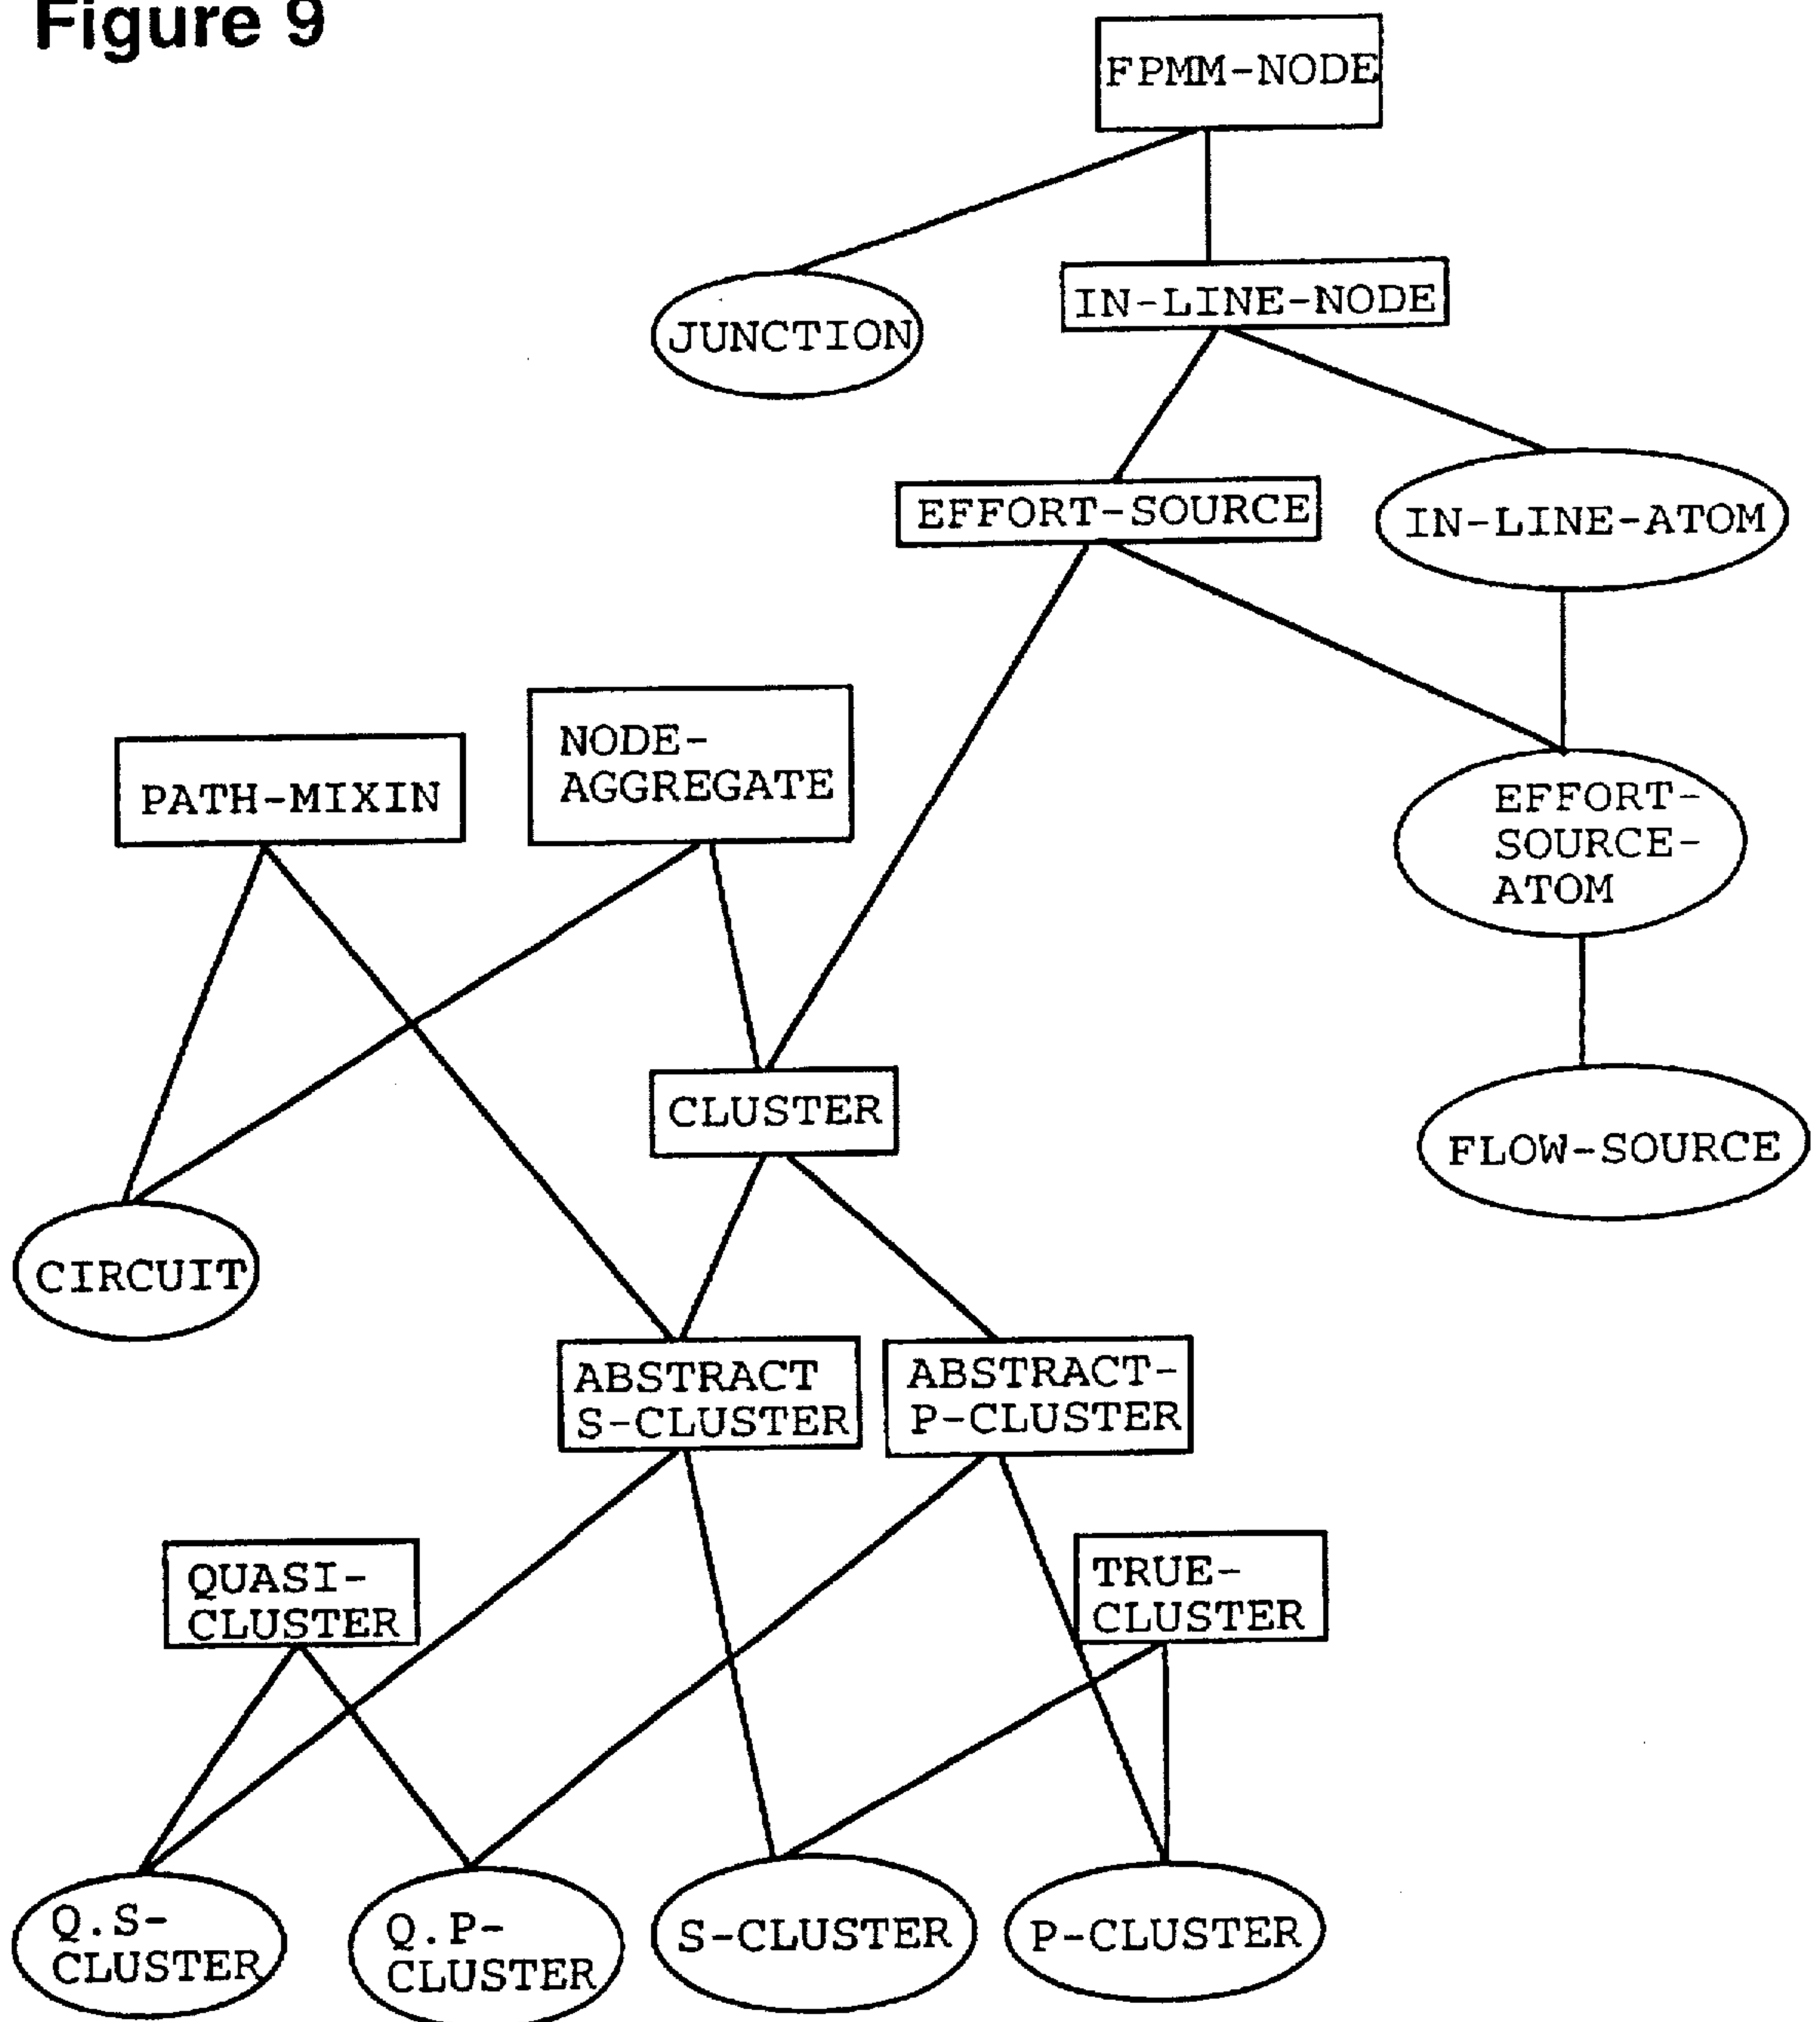 Figure 9
FPMM-NODE
JUNCTION
IN-LINE-NODE
EFFORT-SOURCE
IN-LINE-ATOM
PATH-MIXIN
NODE-
AGGREGATE
EFFORT-
SOURCE-
ATOM
CLUSTER
FLOW-SOURCE
CIRCUIT
ABSTRACT
S-CLUSTER
ABSTRACT-
P-CLUSTER
QUASI-
CLUSTER
TRUE-
CLUSTER
Q.S-
CLUSTER
Q.P-
CLUSTER
S-CLUSTER
P-CLUSTER